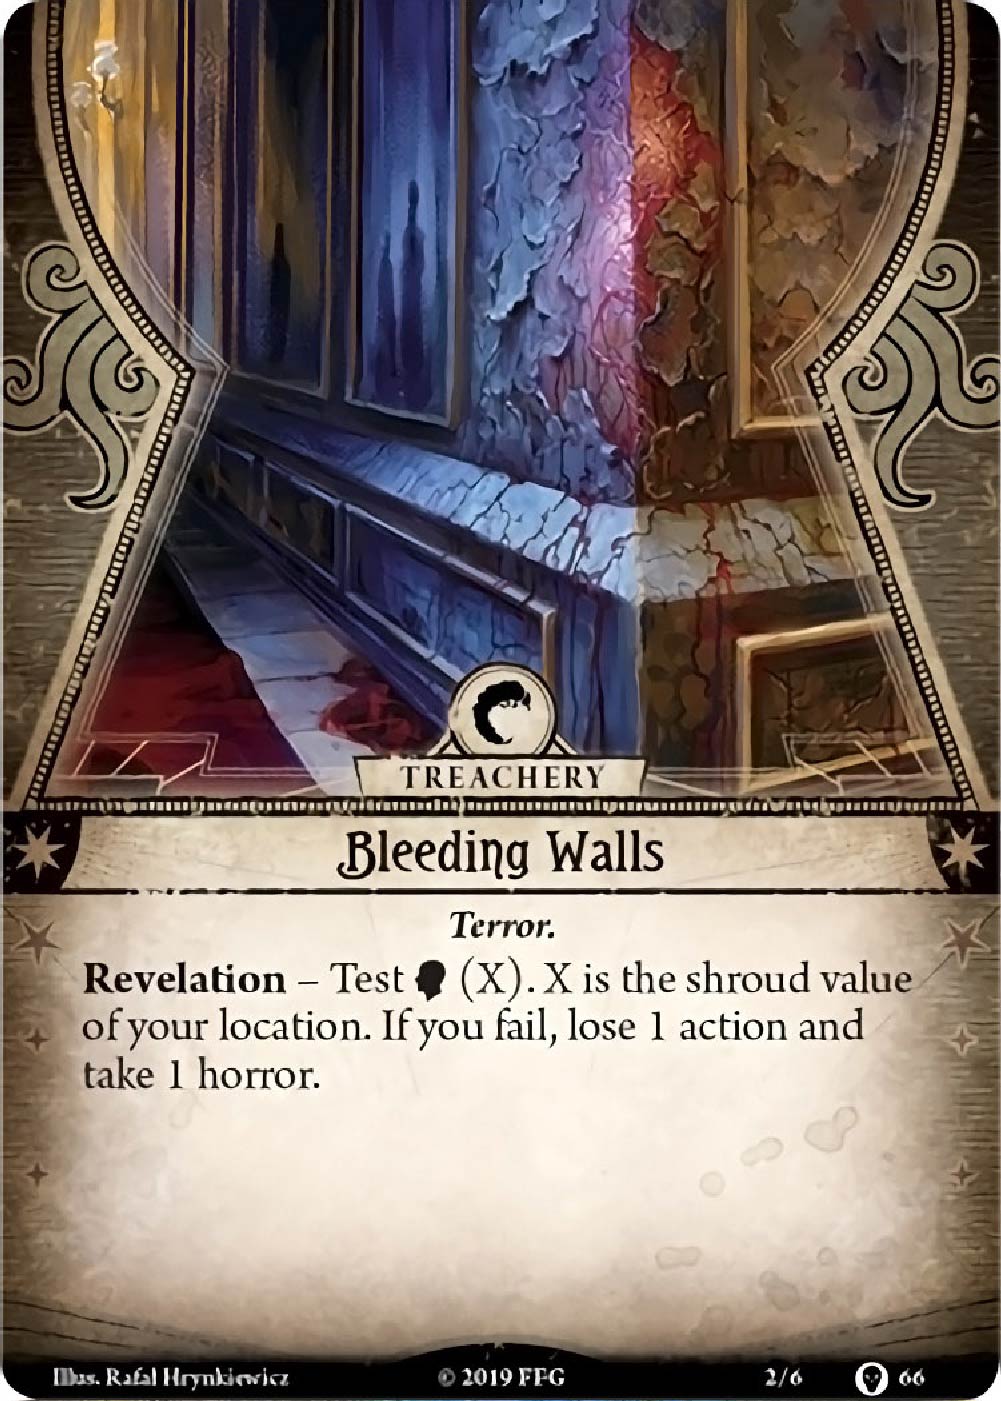 TREACHERY
Bleeding Walls
Terror.
Revelation – Test (X). X is the shroud value
of your location. If you fail, lose 1 action and
take 1 horror.
Illus. Rafał Hrynkiewicz © 2019 FFG 2/6 66